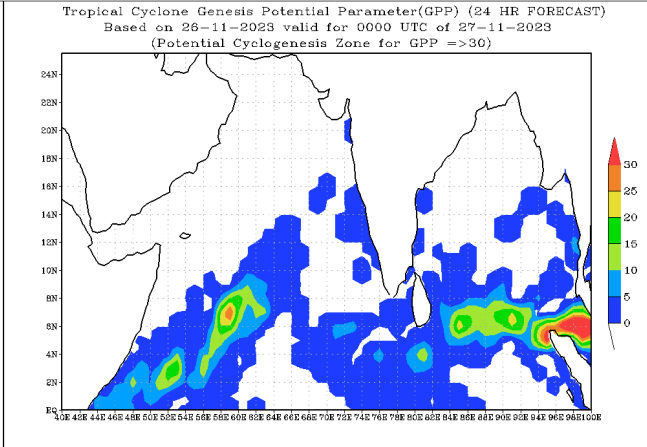 Tropical Cyclone Genesis Potential Parameter(GPP) (24 HR FORECAST)
Based on 26-11-2023 valid for 0000 UTC of 27-11-2023
(Potential Cyclogenesis Zone for GPP =>30)
24N
22N
20N
18N
16N
14N
12N
10N
8N
6N
4N
2N
EQ
40E 42E 44E 46E 48E 50E 52E 54E 56E 58E 60E 62E 64E 66E 68E 70E 72E 74E 76E 78E 80E 82E 84E 86E 88E 90E 92E 94E 96E 98E 100E
30
25
20
15
10
5
0